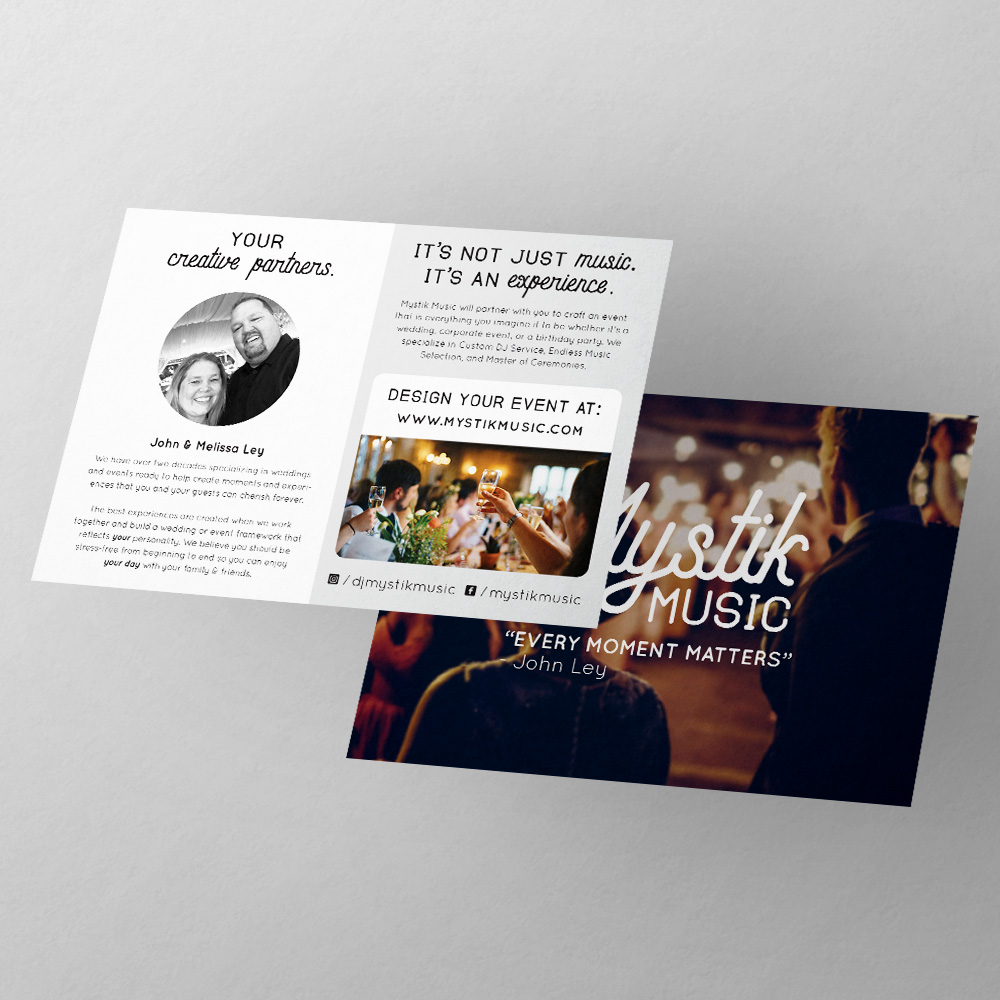 YOUR
creative partners.
John & Melissa Ley
We have over two decades specializing in weddings
and events ready to help create moments and experi-
ences that you and your guests can cherish forever.
The best experiences are created when we work
together and build a wedding or event framework that
reflects your personality. We believe you should be
stress-free from beginning to end so you can enjoy
your day with your family & friends.
IT'S NOT JUST music.
IT'S AN experience.
Mystik Music will partner with you to craft an event
that is everything you imagine it to be whether it's a
wedding, corporate event, or a birthday party. We
specialize in Custom DJ Service, Endless Music
Selection, and Master of Ceremonies.
DESIGN YOUR EVENT AT:
WWW.MYSTIKMUSIC.COM
/djmystikmusic /mystikmusic
Mystik
MUSIC
“EVERY MOMENT MATTERS”
- John Ley